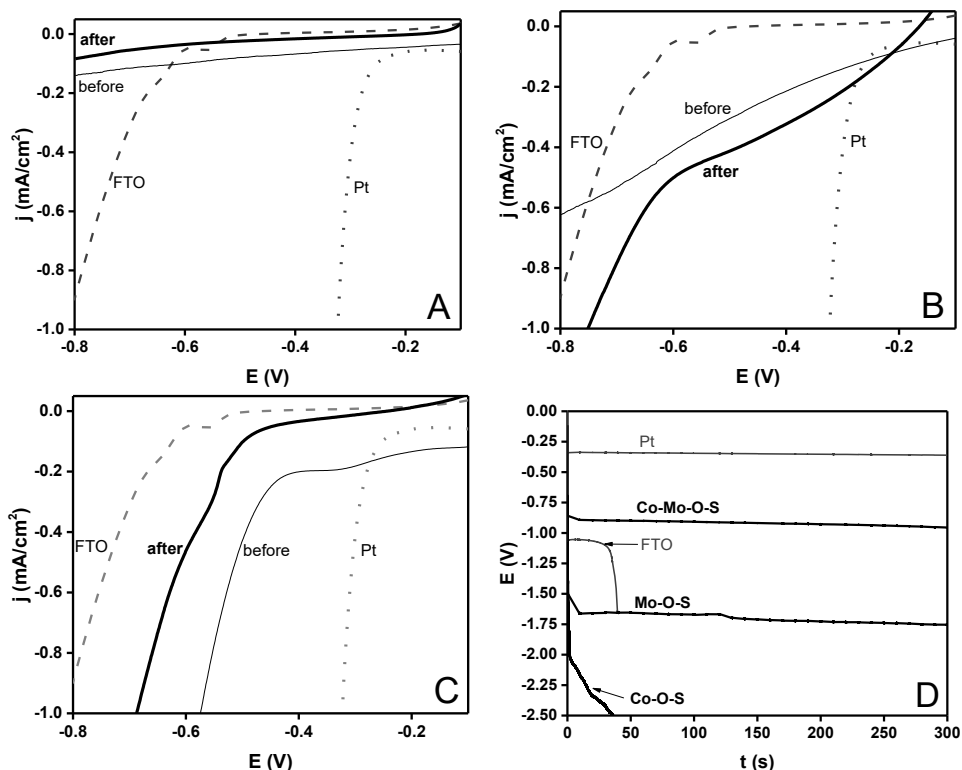 0.0
-0.2
-0.4
-0.6
-0.8
-1.0
j (mA/cm²)
after
before
FTO
Pt
A
-0.8
-0.6
-0.4
-0.2
E (V)
0.0
-0.2
-0.4
-0.6
-0.8
-1.0
j (mA/cm²)
before
FTO
Pt
after
B
-0.8
-0.6
-0.4
-0.2
E (V)
0.0
-0.2
-0.4
-0.6
-0.8
-1.0
j (mA/cm²)
FTO
after
before
Pt
C
-0.8
-0.6
-0.4
-0.2
E (V)
0.00
-0.25
-0.50
-0.75
-1.00
-1.25
-1.50
-1.75
-2.00
-2.25
-2.50
E (V)
Pt
Co-Mo-O-S
FTO
Mo-O-S
Co-O-S
D
0
50
100
150
200
250
300
t (s)